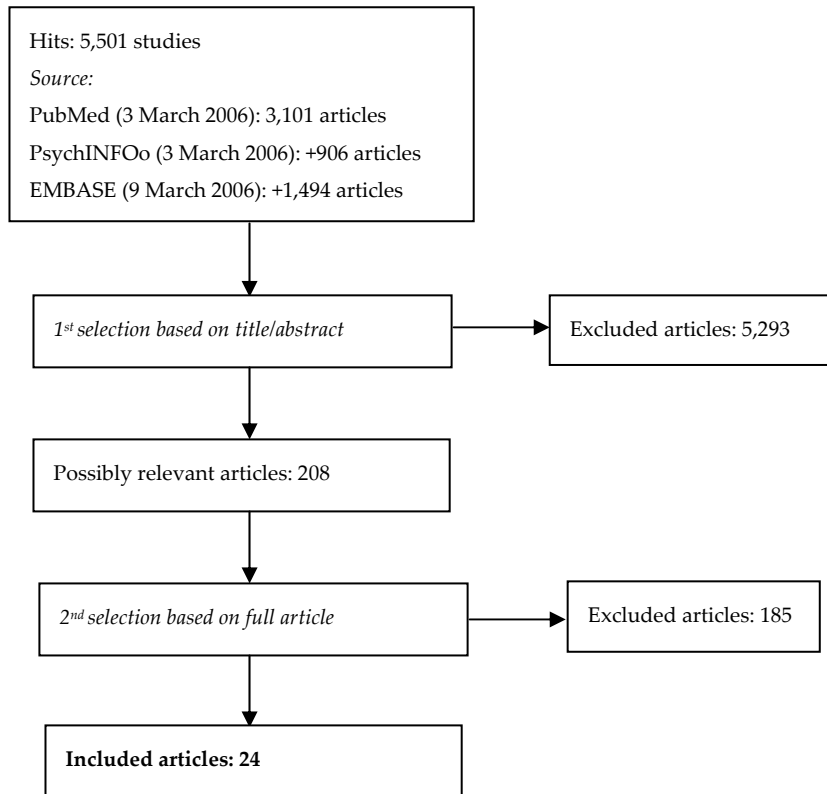 Hits: 5,501 studies
Source:
PubMed (3 March 2006): 3,101 articles
PsychINFOo (3 March 2006): +906 articles
EMBASE (9 March 2006): +1,494 articles
1st selection based on title/abstract
Excluded articles: 5,293
Possibly relevant articles: 208
2nd selection based on full article
Excluded articles: 185
Included articles: 24